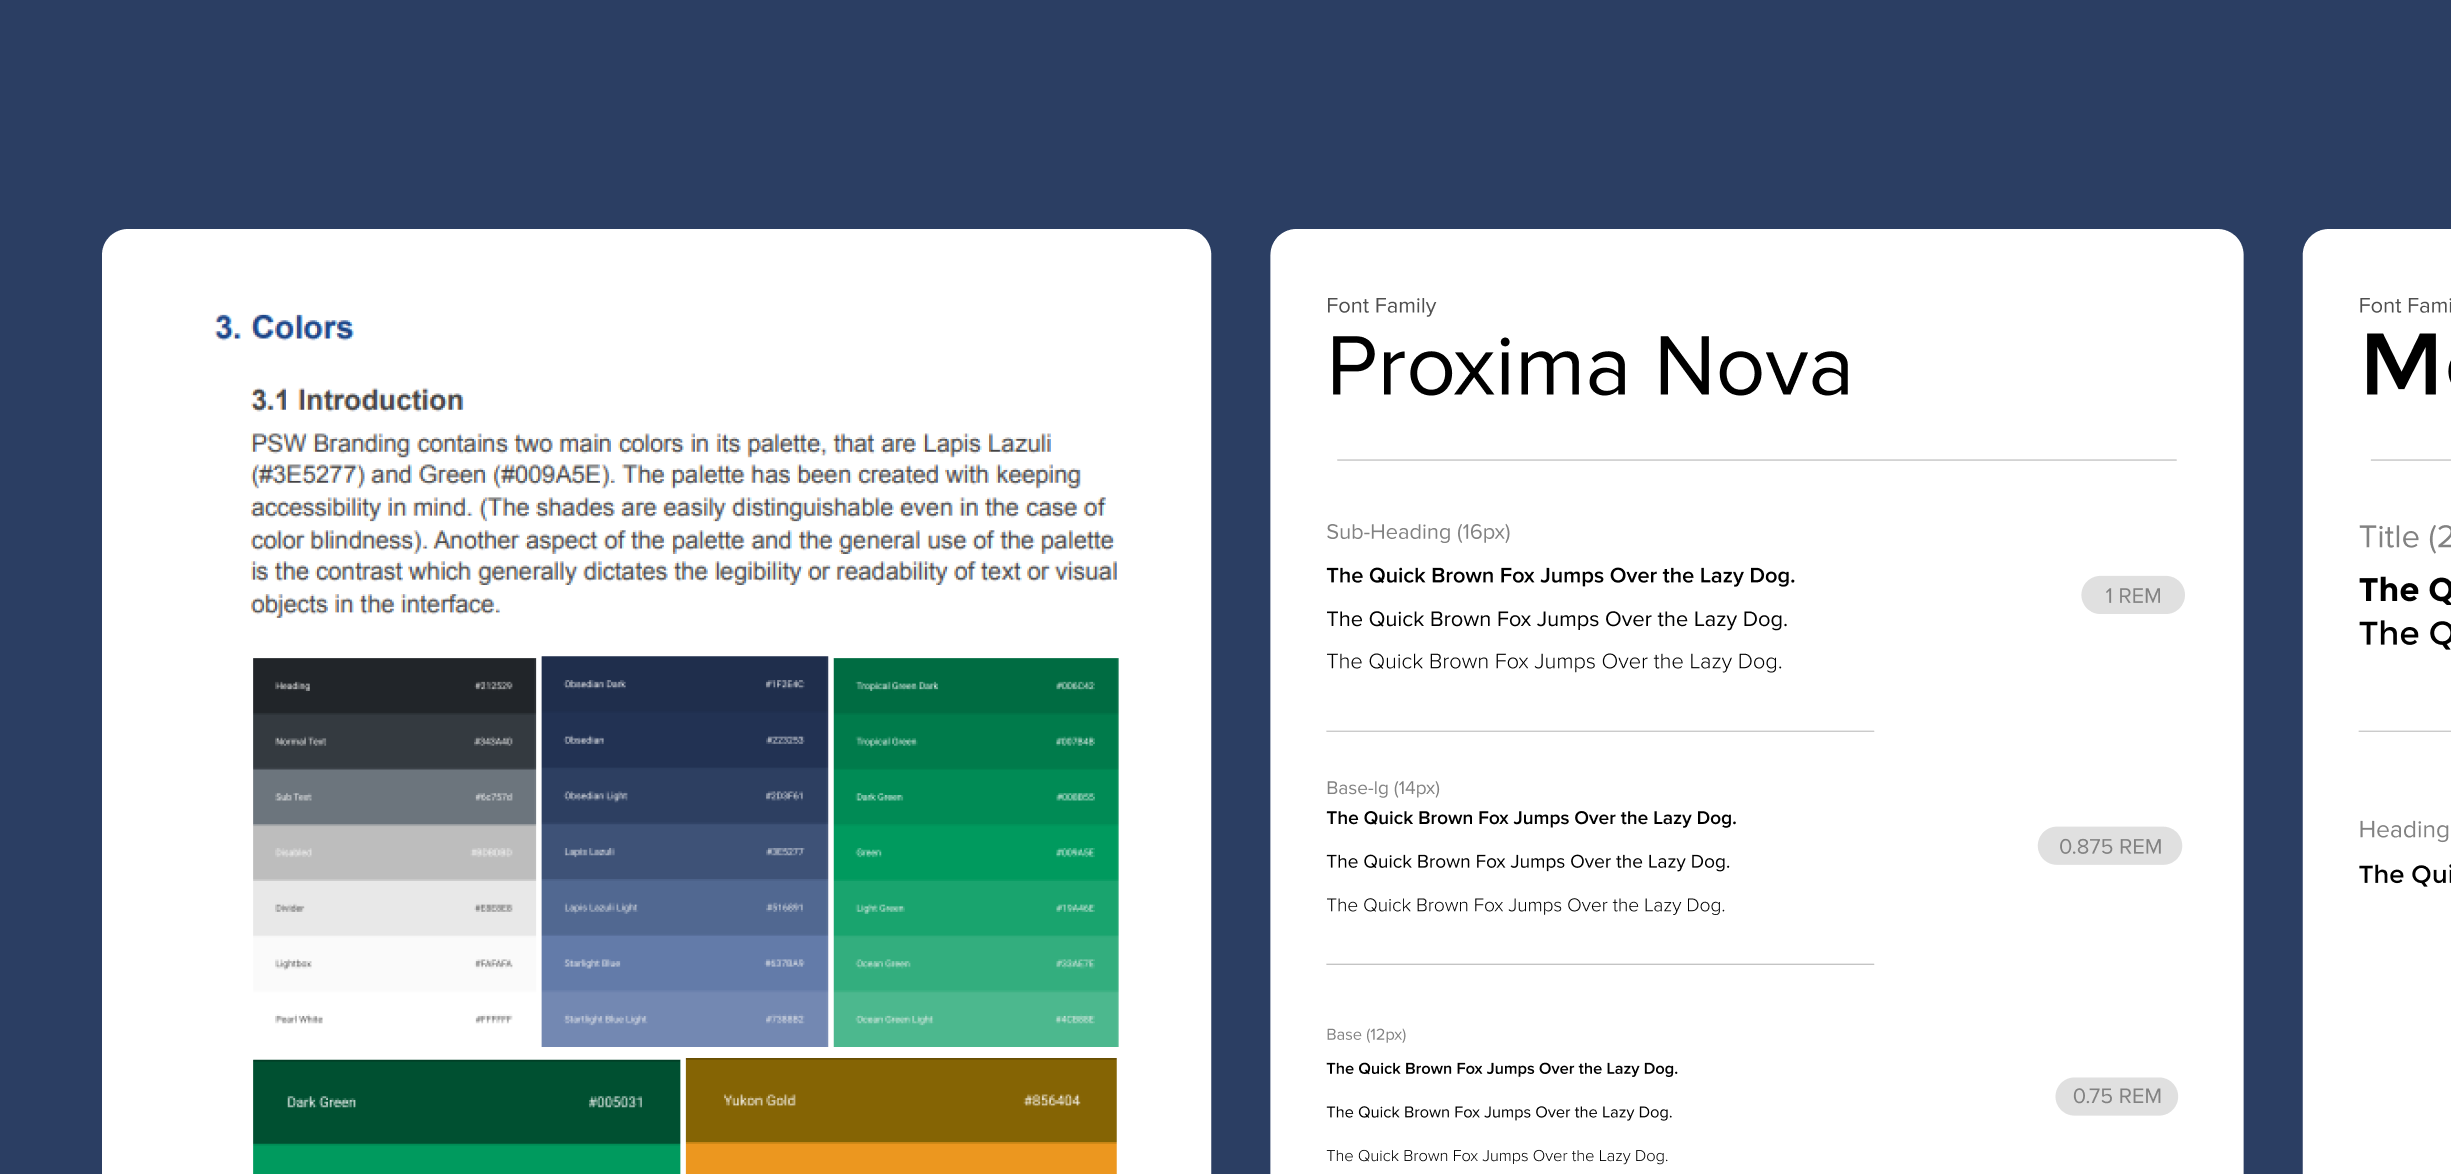 3. Colors
3.1 Introduction
PSW Branding contains two main colors in its palette, that are Lapis Lazuli
(#3E5277) and Green (#009A5E). The palette has been created with keeping
accessibility in mind. (The shades are easily distinguishable even in the case of
color blindness). Another aspect of the palette and the general use of the palette
is the contrast which generally dictates the legibility or readability of text or visual
objects in the interface.
Heading #212529
Normal Text #343A40
Sub Text #6c757d
Disabled
Divider #E8E8E8
Lightbox #FAFAFA
Pearl White #FFFFFF
Obsedian Dark #1F2E4C
Obsedian #223253
Obsedian Light #2D3F61
Lapis Lazuli #3E5277
Lapis Lazuli Light #516891
Starlight Blue #637BA9
Startlight Blue Light
Tropical Green Dark
Tropical Green #007B4B
Dark Green
Green #009A5E
Light Green
Ocean Green
Ocean Green Light
Dark Green #005031
Yukon Gold #856404
Font Family
Proxima Nova
Sub-Heading (16px)
The Quick Brown Fox Jumps Over the Lazy Dog.
The Quick Brown Fox Jumps Over the Lazy Dog.
The Quick Brown Fox Jumps Over the Lazy Dog.
1 REM
Base-lg (14px)
The Quick Brown Fox Jumps Over the Lazy Dog.
The Quick Brown Fox Jumps Over the Lazy Dog.
The Quick Brown Fox Jumps Over the Lazy Dog.
0.875 REM
Base (12px)
The Quick Brown Fox Jumps Over the Lazy Dog.
The Quick Brown Fox Jumps Over the Lazy Dog.
The Quick Brown Fox Jumps Over the Lazy Dog.
0.75 REM
Font Fami
M
Title (2
The Q
The Q
Heading
The Qui